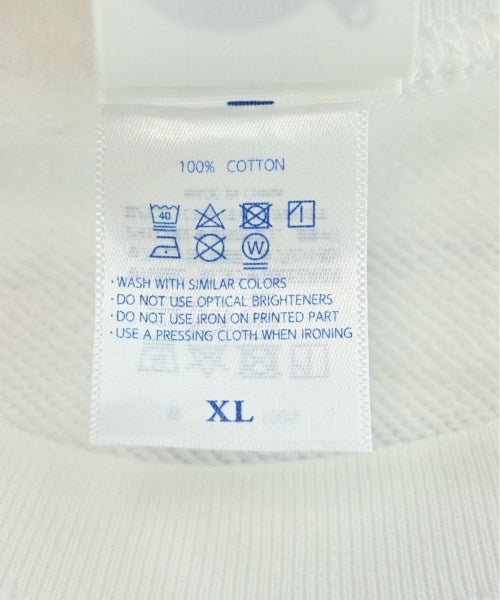 100% COTTON
40
W
· WASH WITH SIMILAR COLORS
· DO NOT USE OPTICAL BRIGHTENERS
· DO NOT USE IRON ON PRINTED PART
· USE A PRESSING CLOTH WHEN IRONING
XL